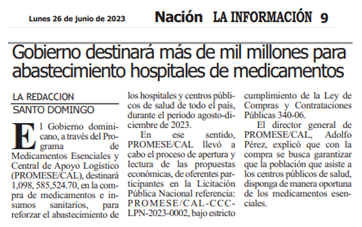 Lunes 26 de junio de 2023
Nación LA INFORMACIÓN 9
Gobierno destinará más de mil millones para
abastecimiento hospitales de medicamentos
LA REDACCION
SANTO DOMINGO
El Gobierno domini-
cano, a través del Pro-
grama de
Medicamentos Esenciales y
Central de Apoyo Logístico
(PROMESE/CAL), destinará
1,098, 585,524.70, en la com-
pra de medicamentos e in-
sumos sanitarios, para
reforzar el abastecimiento de
los hospitales y centros públi-
cos de salud de todo el país,
durante el periodo agosto-di-
ciembre de 2023.
En ese sentido,
PROMESE/CAL llevó a
cabo el proceso de apertura y
lectura de las propuestas
económicas, de oferentes par-
ticipantes en la Licitación
Pública Nacional referencia:
PROMESE/CAL-CCC-
LPN-2023-0002, bajo estricto
cumplimiento de la Ley de
Compras y Contrataciones
Públicas 340-06.
El director general de
PROMESE/CAL, Adolfo
Pérez, explicó que con la
compra se busca garantizar
que la población que asiste a
los centros públicos de salud,
disponga de manera oportuna
de los medicamentos esen-
ciales.